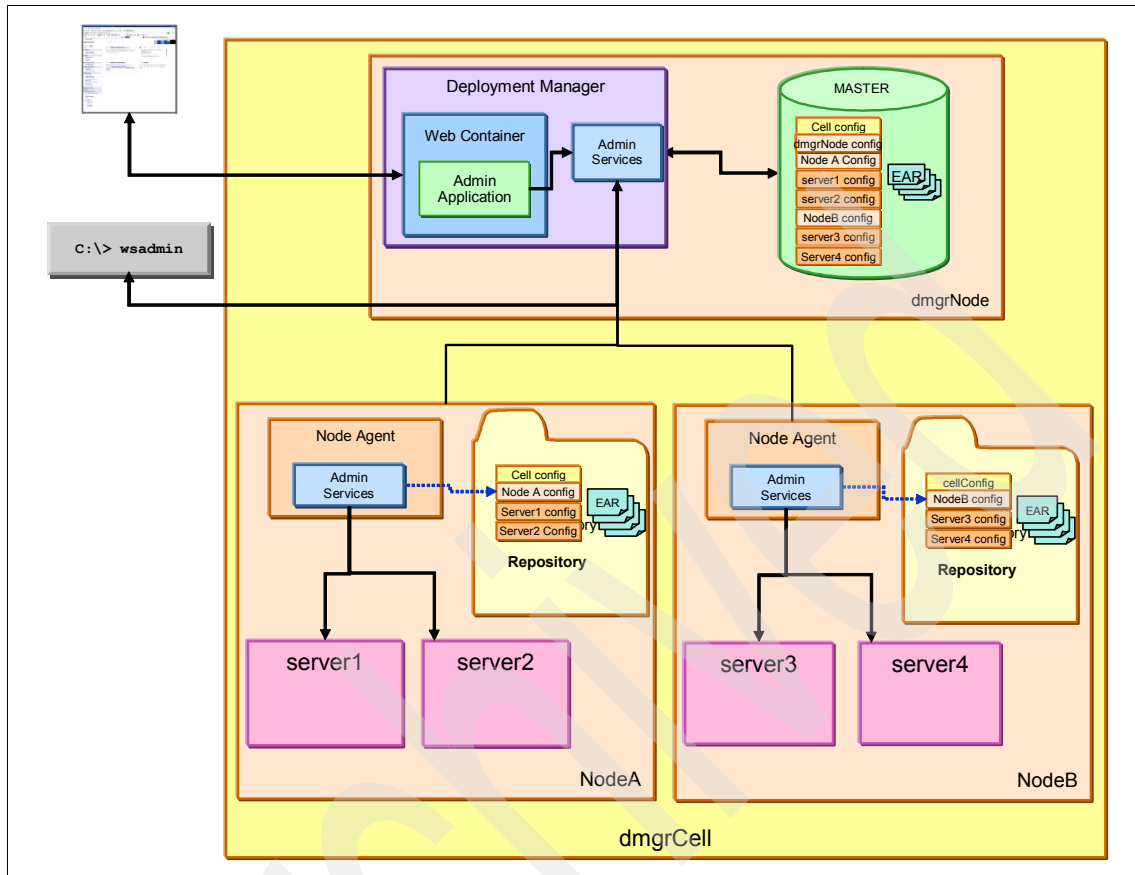 Deployment Manager
Web Container
Admin
Application
Admin
Services
MASTER
Cell config
dmgrNode config
Node A Config
server1 config
server2 config
NodeB config
server3 config
Server4 config
EAR
dmgrNode
C:\> wsadmin
Node Agent
Admin
Services
Cell config
Node A config
Server1 config
Server2 Config
EAR
ory
Repository
server1
server2
NodeA
Node Agent
Admin
Services
cellConfig
NodeB config
Server3 config
Server4 config
EAR
ory
Repository
server3
server4
NodeB
dmgrCell